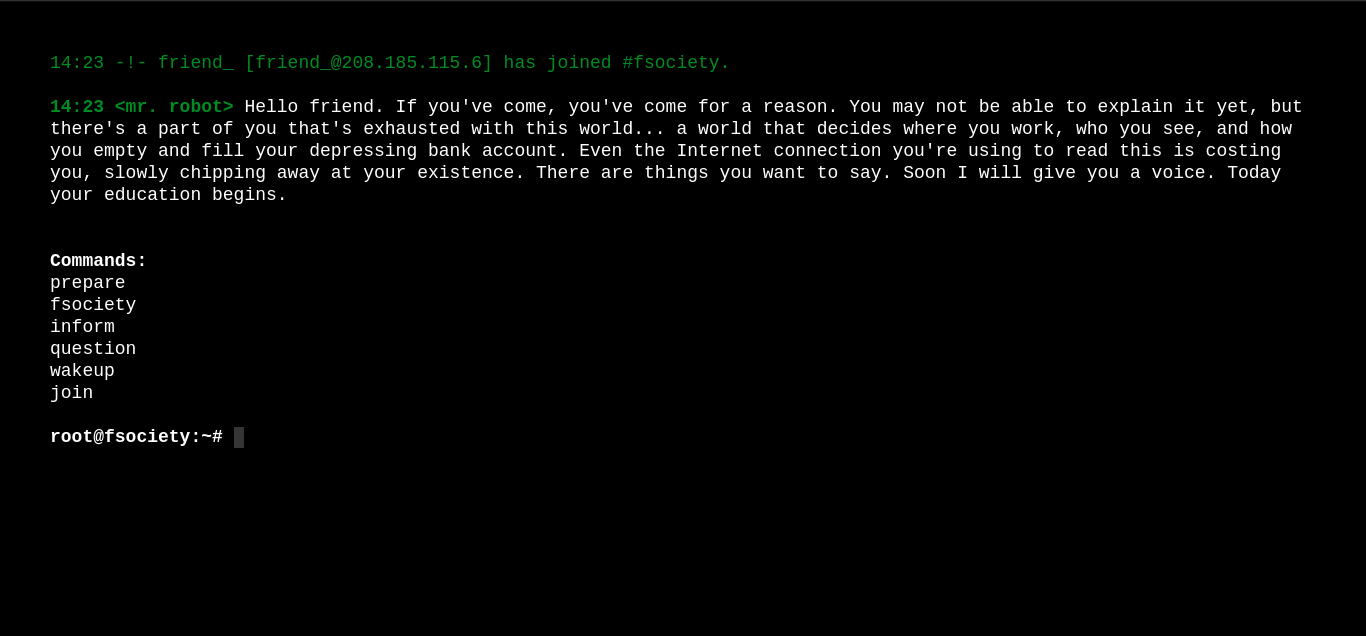 14:23 -!- friend_ [friend_@208.185.115.6] has joined #fsociety.
14:23 <mr. robot> Hello friend. If you've come, you've come for a reason. You may not be able to explain it yet, but
there's a part of you that's exhausted with this world... a world that decides where you work, who you see, and how
you empty and fill your depressing bank account. Even the Internet connection you're using to read this is costing
you, slowly chipping away at your existence. There are things you want to say. Soon I will give you a voice. Today
your education begins.
Commands:
prepare
fsociety
inform
question
wakeup
join
root@fsociety:~#